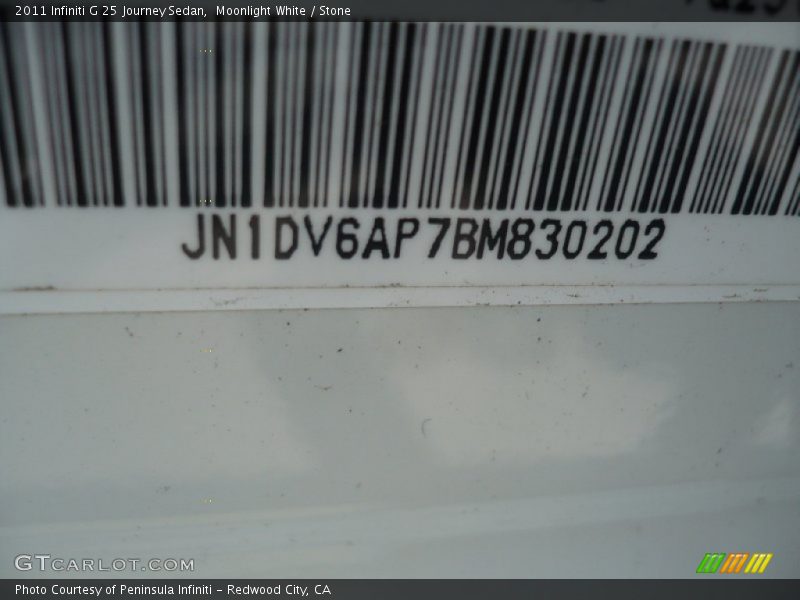 2011 Infiniti G 25 Journey Sedan,  Moonlight White / Stone
JN1DV6AP7BM830202
GTCARLOT.COM
Photo Courtesy of Peninsula Infiniti - Redwood City, CA